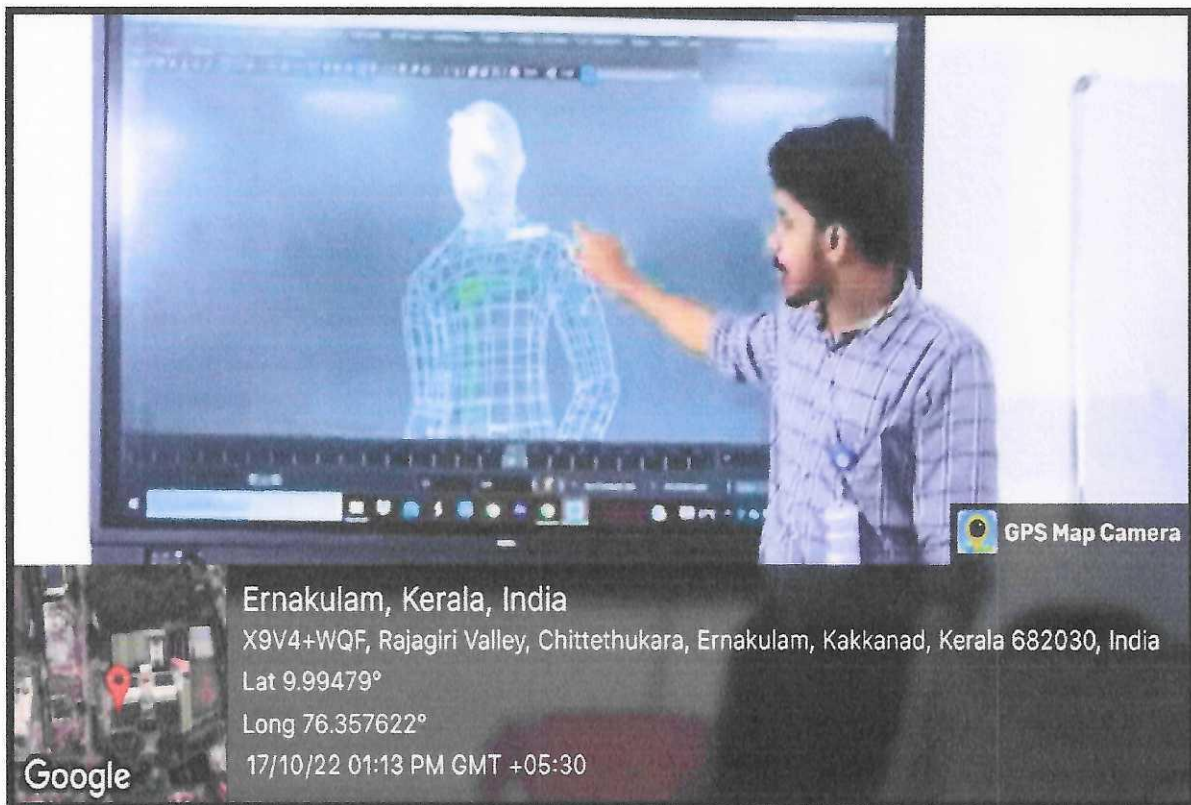 GPS Map Camera
Ernakulam, Kerala, India
X9V4+WQF, Rajagiri Valley, Chittethukara, Ernakulam, Kakkanad, Kerala 682030, India
Lat 9.99479°
Long 76.357622°
17/10/22 01:13 PM GMT +05:30
Google